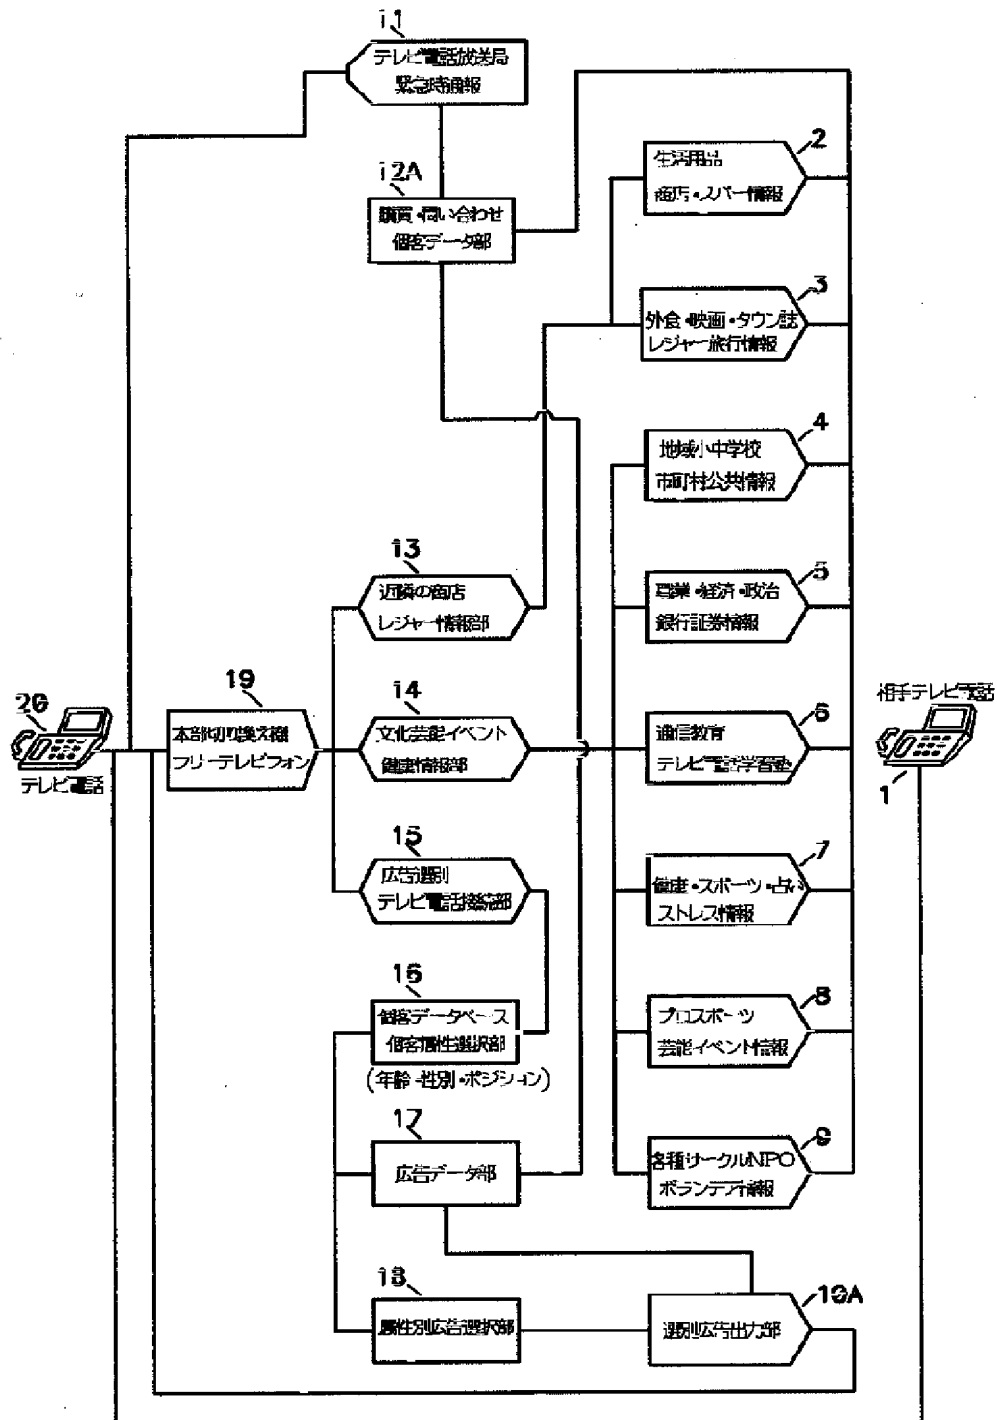 11
テレビ電話放送局
緊急時通報
12A
購買・問い合わせ
個客データ部
2
生活用品
商店・スパー情報
3
外食・映画・タウン誌
レジャー旅行情報
4
地域小中学校
市町村公共情報
13
近隣の商店
レジャー情報部
5
職業・経済・政治
銀行証券情報
20
テレビ電話
19
本部切り換え機
フリーテレビフォン
14
文化芸能イベント
健康情報部
6
通信教育
テレビ電話学習塾
相手テレビ電話
1
15
広告選別
テレビ電話接続部
7
健康・スポーツ・占い
ストレス情報
16
個客データベース
個客属性選択部
(年齢・性別・ポジション)
8
プロスポーツ
芸能イベント情報
17
広告データ部
9
各種サークルNPO
ボランテア情報
18
属性別広告選択部
10A
選別広告出力部